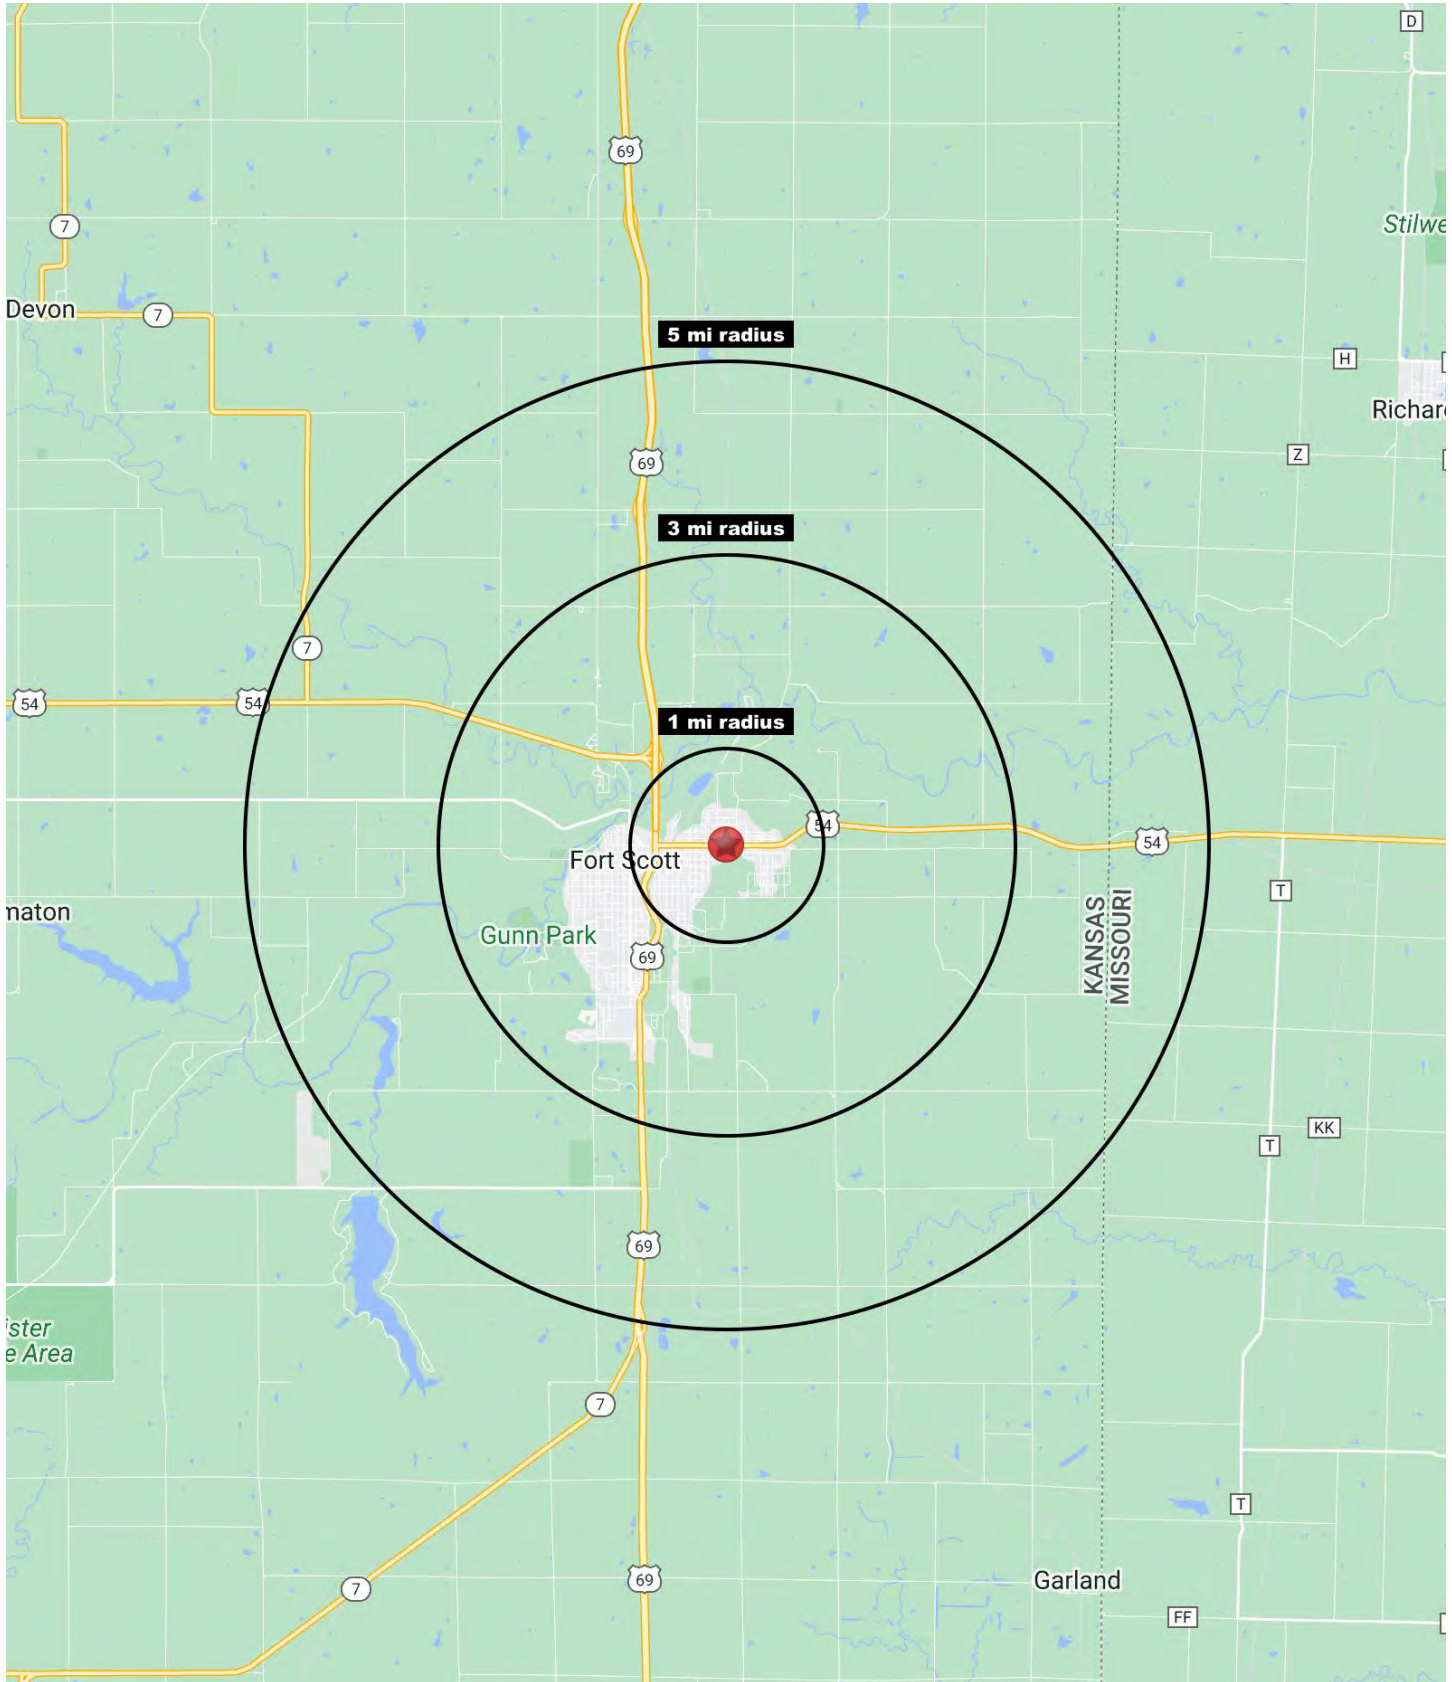 D
69
7
Stilwe
Devon
7
5 mi radius
H
Richar
Z
69
3 mi radius
7
54
54
1 mi radius
54
54
Fort Scott
T
maton
KANSAS
MISSOURI
Gunn Park
69
KK
T
69
ister
e Area
7
T
69
Garland
7
FF